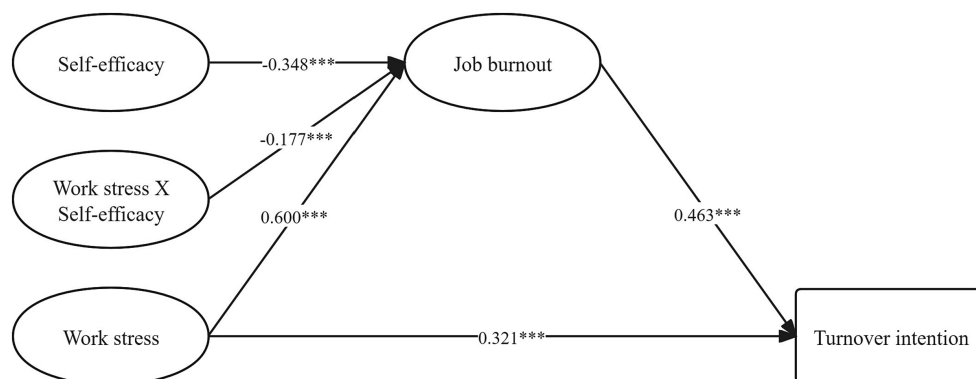 Self-efficacy
-0.348***
Job burnout
-0.177***
Work stress X
Self-efficacy
0.600***
0.463***
Work stress
0.321***
Turnover intention